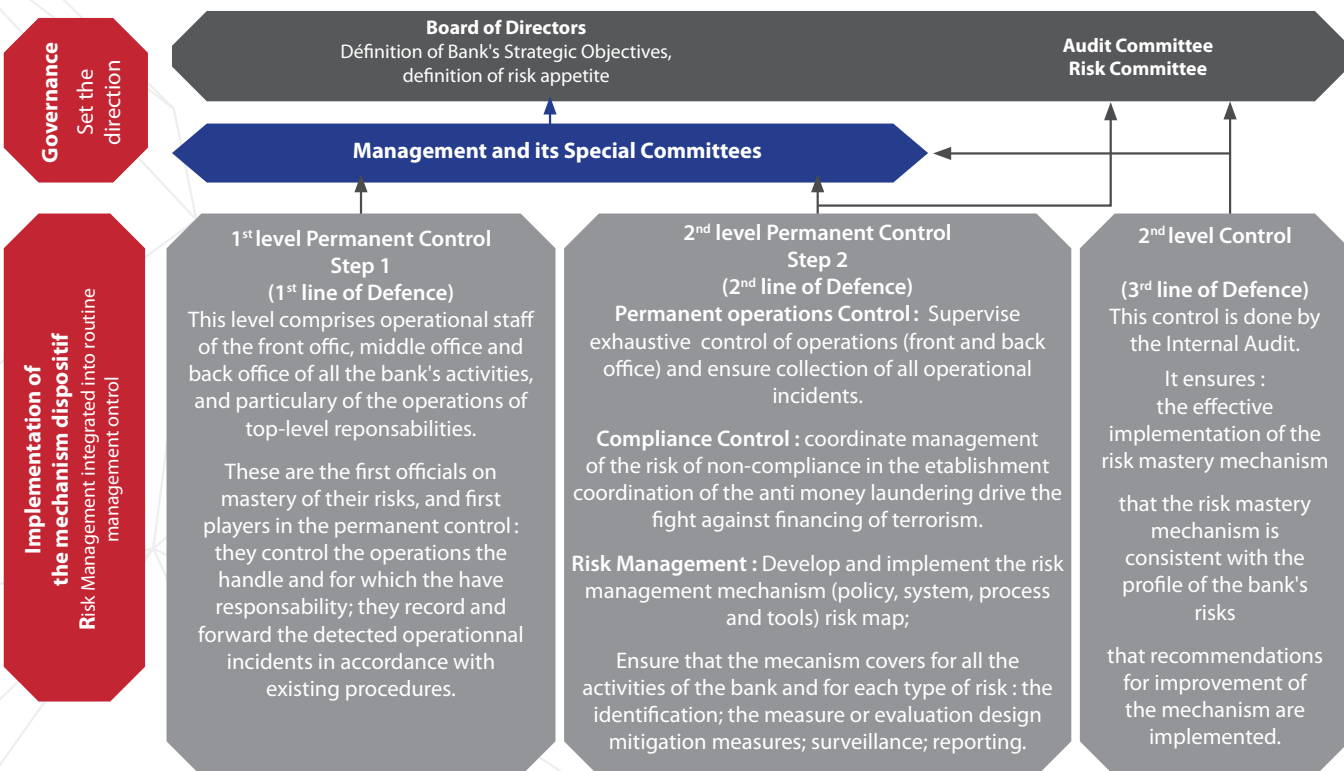 Governance
Set the
direction
Board of Directors
Définition of Bank's Strategic Objectives,
definition of risk appetite
Audit Committee
Risk Committee
Management and its Special Committees
Implementation of
the mechanism dispositif
Risk Management integrated into routine
management ontrol
1st level Permanent Control
Step 1
(1st line of Defence)
This level comprises operational staff
of the front offic, middle office and
back office of all the bank's activities,
and particulary of the operations of
top-level reponsabilities.
These are the first officials on
mastery of their risks, and first
players in the permanent control :
they control the operations the
handle and for which the have
responsability; they record and
forward the detected operationnal
incidents in accordance with
existing procedures.
2nd level Permanent Control
Step 2
(2nd line of Defence)
Permanent operations Control : Supervise
exhaustive control of operations (front and back
office) and ensure collection of all operational
incidents.
Compliance Control : coordinate management
of the risk of non-compliance in the etablishment
coordination of the anti money laundering drive the
fight against financing of terrorism.
Risk Management : Develop and implement the risk
management mechanism (policy, system, process
and tools) risk map;
Ensure that the mecanism covers for all the
activities of the bank and for each type of risk : the
identification; the measure or evaluation design
mitigation measures; surveillance; reporting.
2nd level Control
(3rd line of Defence)
This control is done by
the Internal Audit.
It ensures :
the effective
implementation of the
risk mastery mechanism
that the risk mastery
mechanism is
consistent with the
profile of the bank's
risks
that recommendations
for improvement of
the mechanism are
implemented.